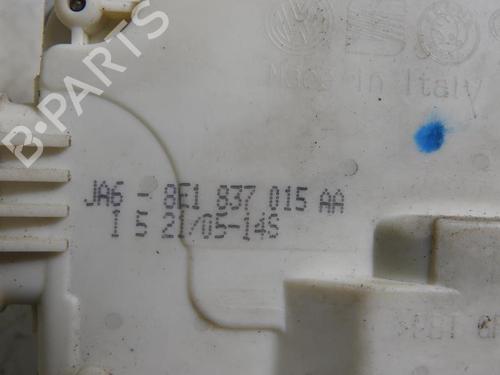 B-PARTS
Made in Italy
JA6 - 8E1 837 015 AA
I 5 21/05-14S